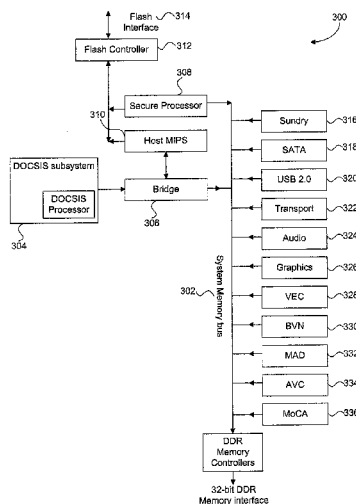 Flash 314
Interface
300
Flash Controller 312
308
Secure Processor
310
Host MIPS
DOCSIS subsystem
DOCSIS
Processor
304
Bridge
306
302
System Memory bus
Sundry 316
SATA 318
USB 2.0 320
Transport 322
Audio 324
Graphics 326
VEC 328
BVN 330
MAD 332
AVC 334
MoCA 336
DDR
Memory
Controllers
32-bit DDR
Memory interface